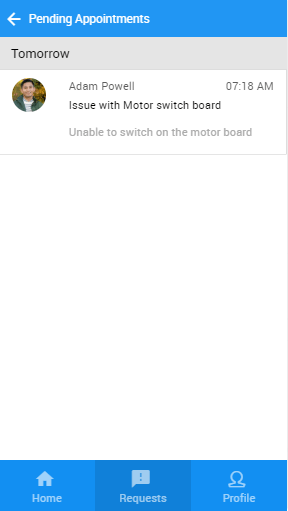 Pending Appointments
Tomorrow
Adam Powell 07:18 AM
Issue with Motor switch board
Unable to switch on the motor board
Home Requests Profile